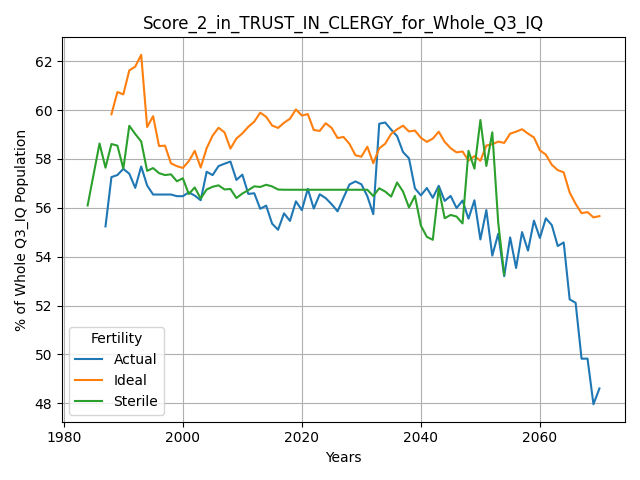 Score_2_in_TRUST_IN_CLERGY_for_Whole_Q3_IQ
% of Whole Q3_IQ Population
62
60
58
56
54
52
50
48
Fertility
Actual
Ideal
Sterile
1980
2000
2020
2040
2060
Years